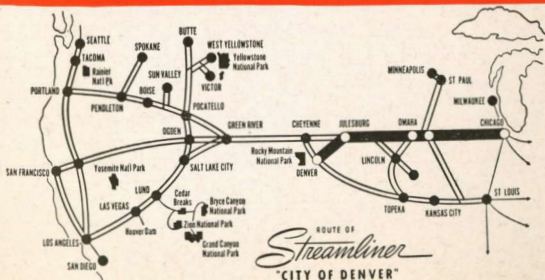 SEATTLE
TACOMA
Rainier
Nat'l Pk
SPOKANE
BUTTE
WEST YELLOWSTONE
Yellowstone
National Park
VICTOR
SUN VALLEY
BOISE
PORTLAND
PENDLETON
POCATELLO
MINNEAPOLIS
ST PAUL
MILWAUKEE
OGDEN
GREEN RIVER
CHEYENNE
JULESBURG
OMAHA
CHICAGO
Rocky Mountain
National Park
DENVER
LINCOLN
SALT LAKE CITY
SAN FRANCISCO
Yosemite Nat'l Park
LUND
Cedar
Breaks
Bryce Canyon
National Park
Zion National Park
Grand Canyon
National Park
LAS VEGAS
Hoover Dam
LOS ANGELES
SAN DIEGO
TOPEKA
KANSAS CITY
ST LOUIS
ROUTE OF
Streamliner
"CITY OF DENVER"